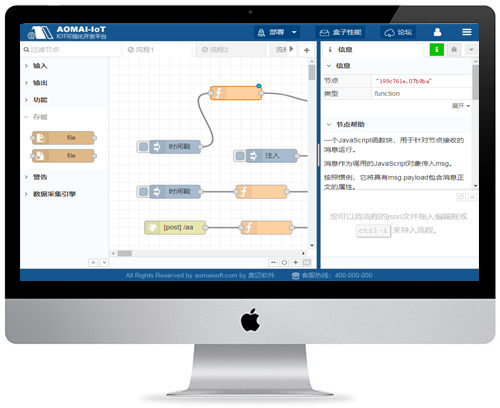 AOMAI-IoT
IOT可视化开发平台
部署
盒子性能
论坛
过滤节点
流程1
流程2
流程
信息
输入
输出
功能
存储
file
file
警告
数据采集引擎
f
时间戳
注入
时间戳
f
[post] /aa
f
信息
节点
"199c761e.07b9ba"
类型
function
展开
节点帮助
一个JavaScript函数块，用于针对节点接收的
消息运行。
消息作为调用的JavaScript对象传入msg。
按照惯例，它将具有msg.payload包含消息正
文的属性。
您可以将流程的json文件拖入编辑框或
ctrl-i 来导入流程。
All Rights Reserved by aomaisoft.com by 奥迈软件
客服热线：400-000-000